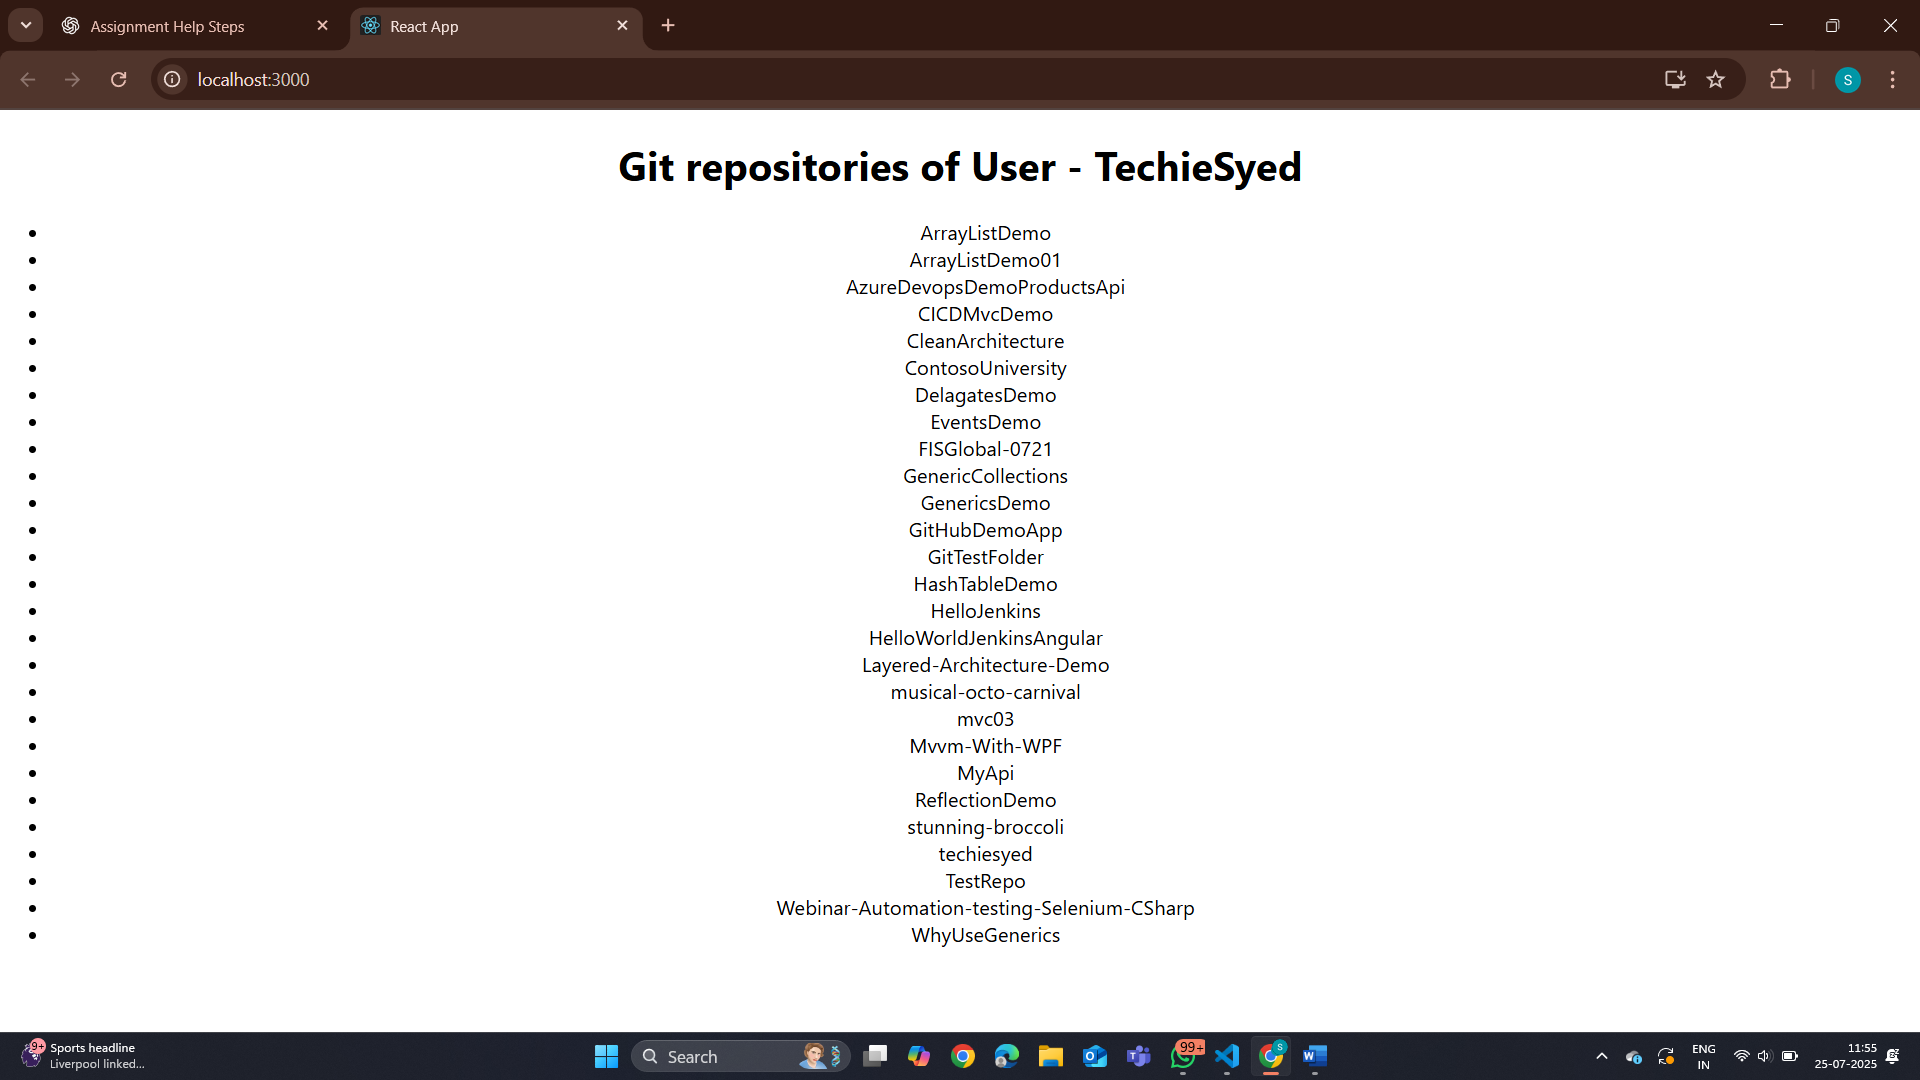 Assignment Help Steps
React App
localhost:3000
S
Git repositories of User - TechieSyed
ArrayListDemo
ArrayListDemo01
AzureDevopsDemoProductsApi
CICDMvcDemo
CleanArchitecture
ContosoUniversity
DelagatesDemo
EventsDemo
FISGlobal-0721
GenericCollections
GenericsDemo
GitHubDemoApp
GitTestFolder
HashTableDemo
HelloJenkins
HelloWorldJenkinsAngular
Layered-Architecture-Demo
musical-octo-carnival
mvc03
Mvvm-With-WPF
MyApi
ReflectionDemo
stunning-broccoli
techiesyed
TestRepo
Webinar-Automation-testing-Selenium-CSharp
WhyUseGenerics
9+
Sports headline
Liverpool linked...
Search
99+
S
ENG
IN
11:55
25-07-2025